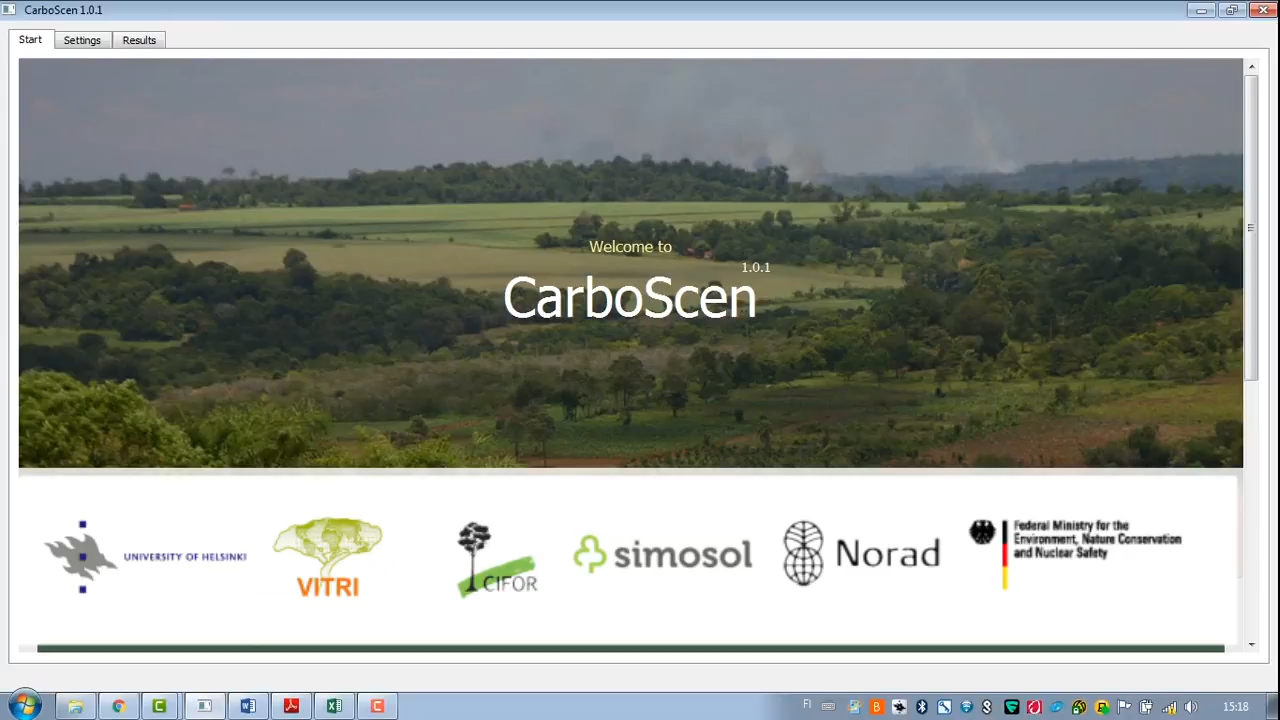 CarboScen 1.0.1
Start Settings Results
Welcome to
1.0.1
CarboScen
UNIVERSITY OF HELSINKI
VITRI
CIFOR
simosol
Norad
Federal Ministry for the
Environment, Nature Conservation
and Nuclear Safety
FI
15:18